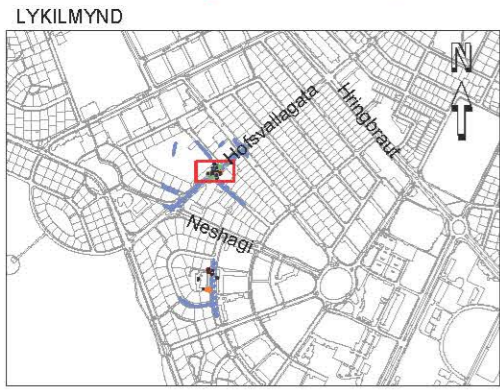 LYKILMYND
N
Hofsvallagata
Hringbraut
Neshagi